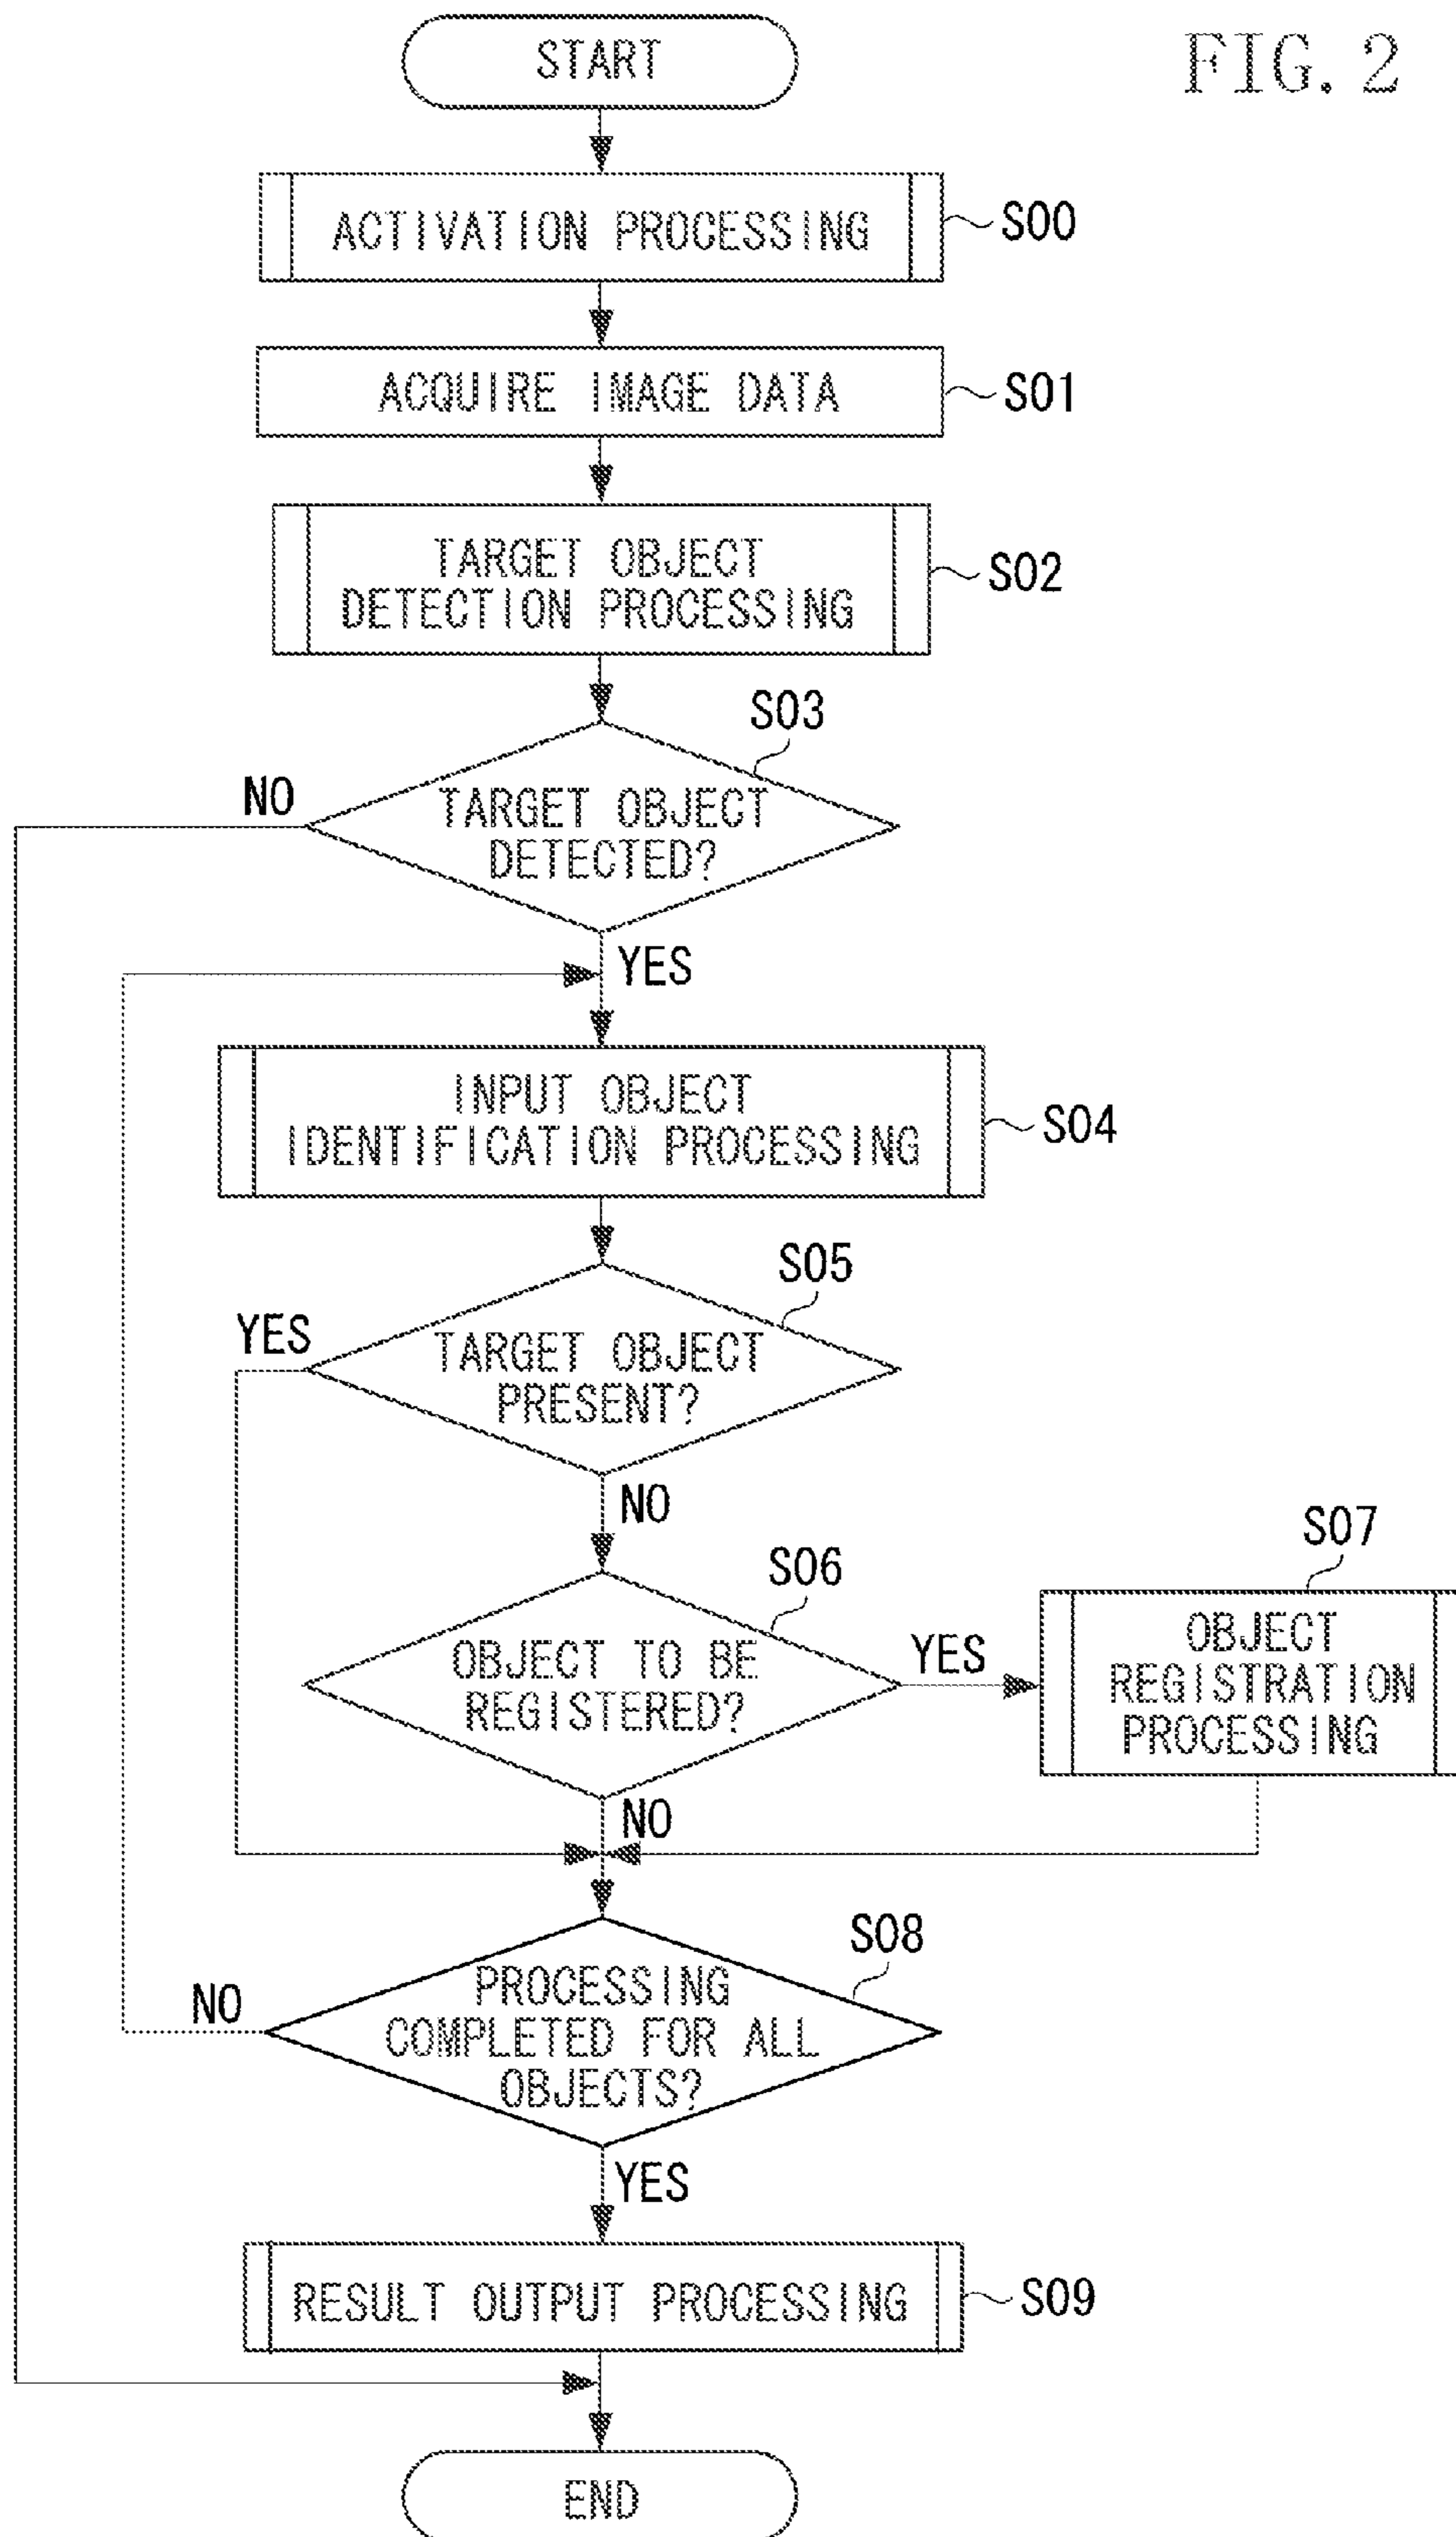 FIG. 2
START
ACTIVATION PROCESSING
S00
ACQUIRE IMAGE DATA
S01
TARGET OBJECT
DETECTION PROCESSING
S02
S03
NO
TARGET OBJECT
DETECTED?
YES
INPUT OBJECT
IDENTIFICATION PROCESSING
S04
S05
YES
TARGET OBJECT
PRESENT?
NO
S06
OBJECT TO BE
REGISTERED?
YES
S07
OBJECT
REGISTRATION
PROCESSING
NO
S08
NO
PROCESSING
COMPLETED FOR ALL
OBJECTS?
YES
RESULT OUTPUT PROCESSING
S09
END